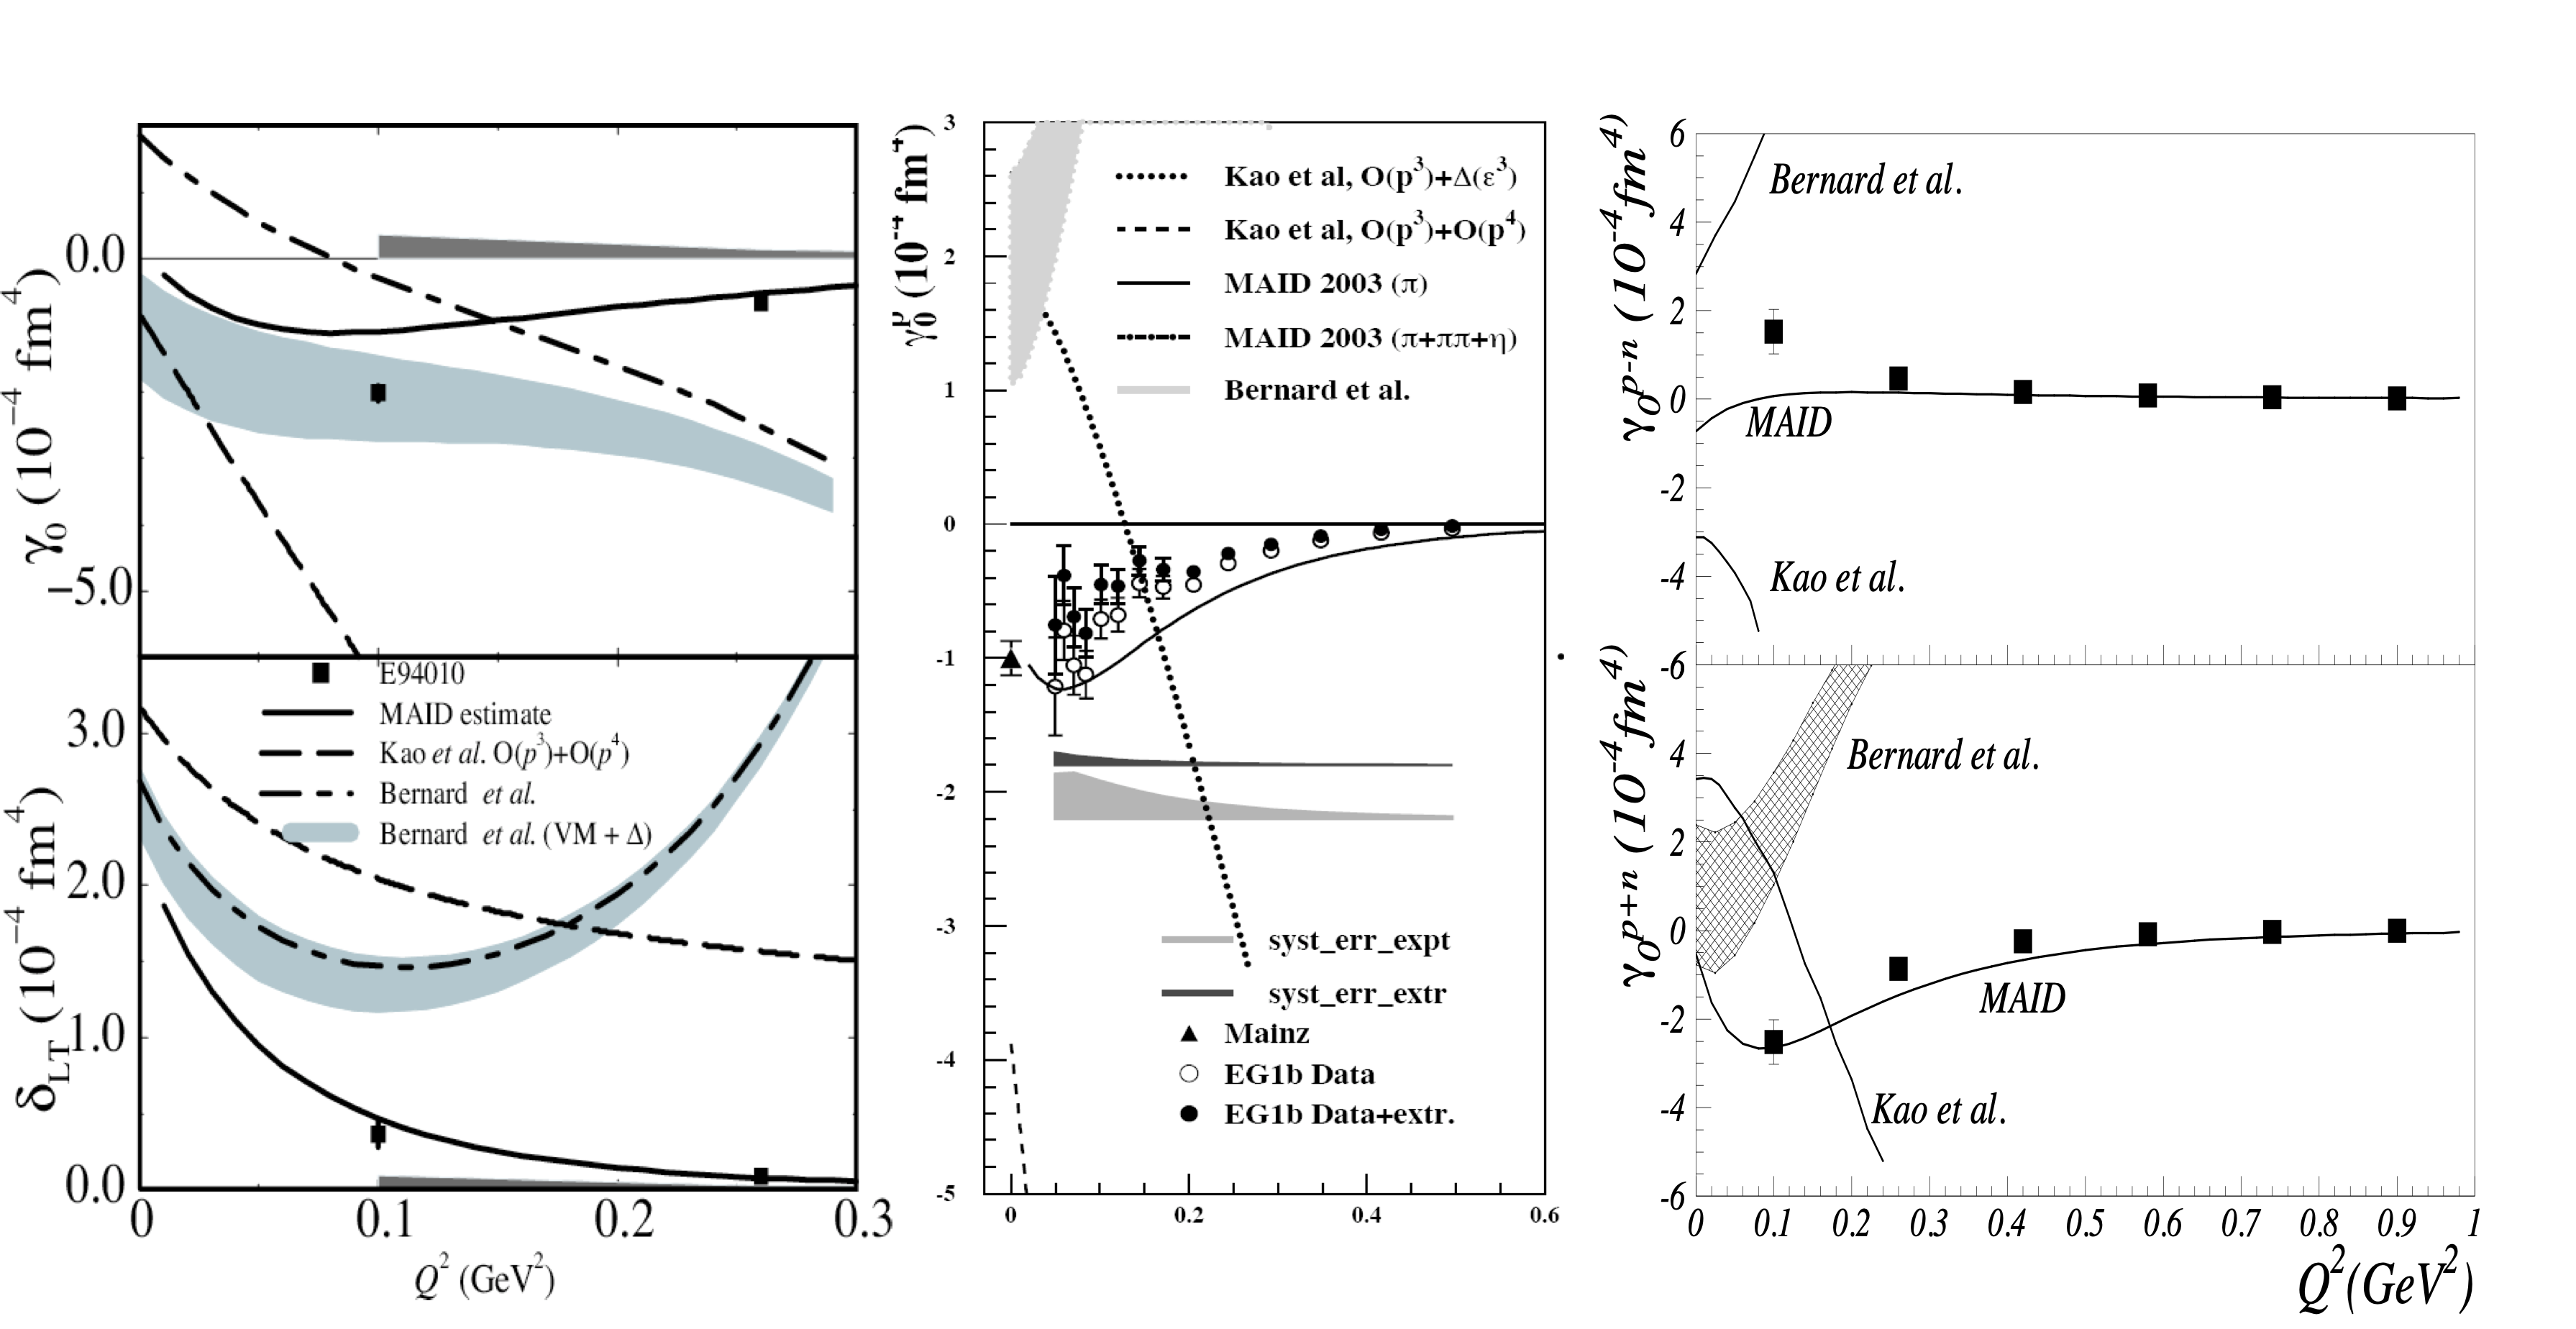 γ0 (10−4 fm4)
0.0
−5.0
E94010
MAID estimate
Kao et al. O(p3)+O(p4)
Bernard et al.
Bernard et al. (VM + Δ)
δLT (10−4 fm4)
3.0
2.0
1.0
0.0
0 0.1 0.2 0.3
Q2 (GeV2)
γ0p (10-4 fm4)
3
2
1
0
-1
-2
-3
-4
-5
Kao et al, O(p3)+Δ(ε3)
Kao et al, O(p3)+O(p4)
MAID 2003 (π)
MAID 2003 (π+ππ+η)
Bernard et al.
syst_err_expt
syst_err_extr
Mainz
EG1b Data
EG1b Data+extr.
0 0.2 0.4 0.6
γ0p-n (10-4fm4)
6
4
2
0
-2
-4
-6
Bernard et al.
MAID
Kao et al.
γ0p+n (10-4fm4)
4
2
0
-2
-4
-6
Bernard et al.
MAID
Kao et al.
0 0.1 0.2 0.3 0.4 0.5 0.6 0.7 0.8 0.9 1
Q2(GeV2)